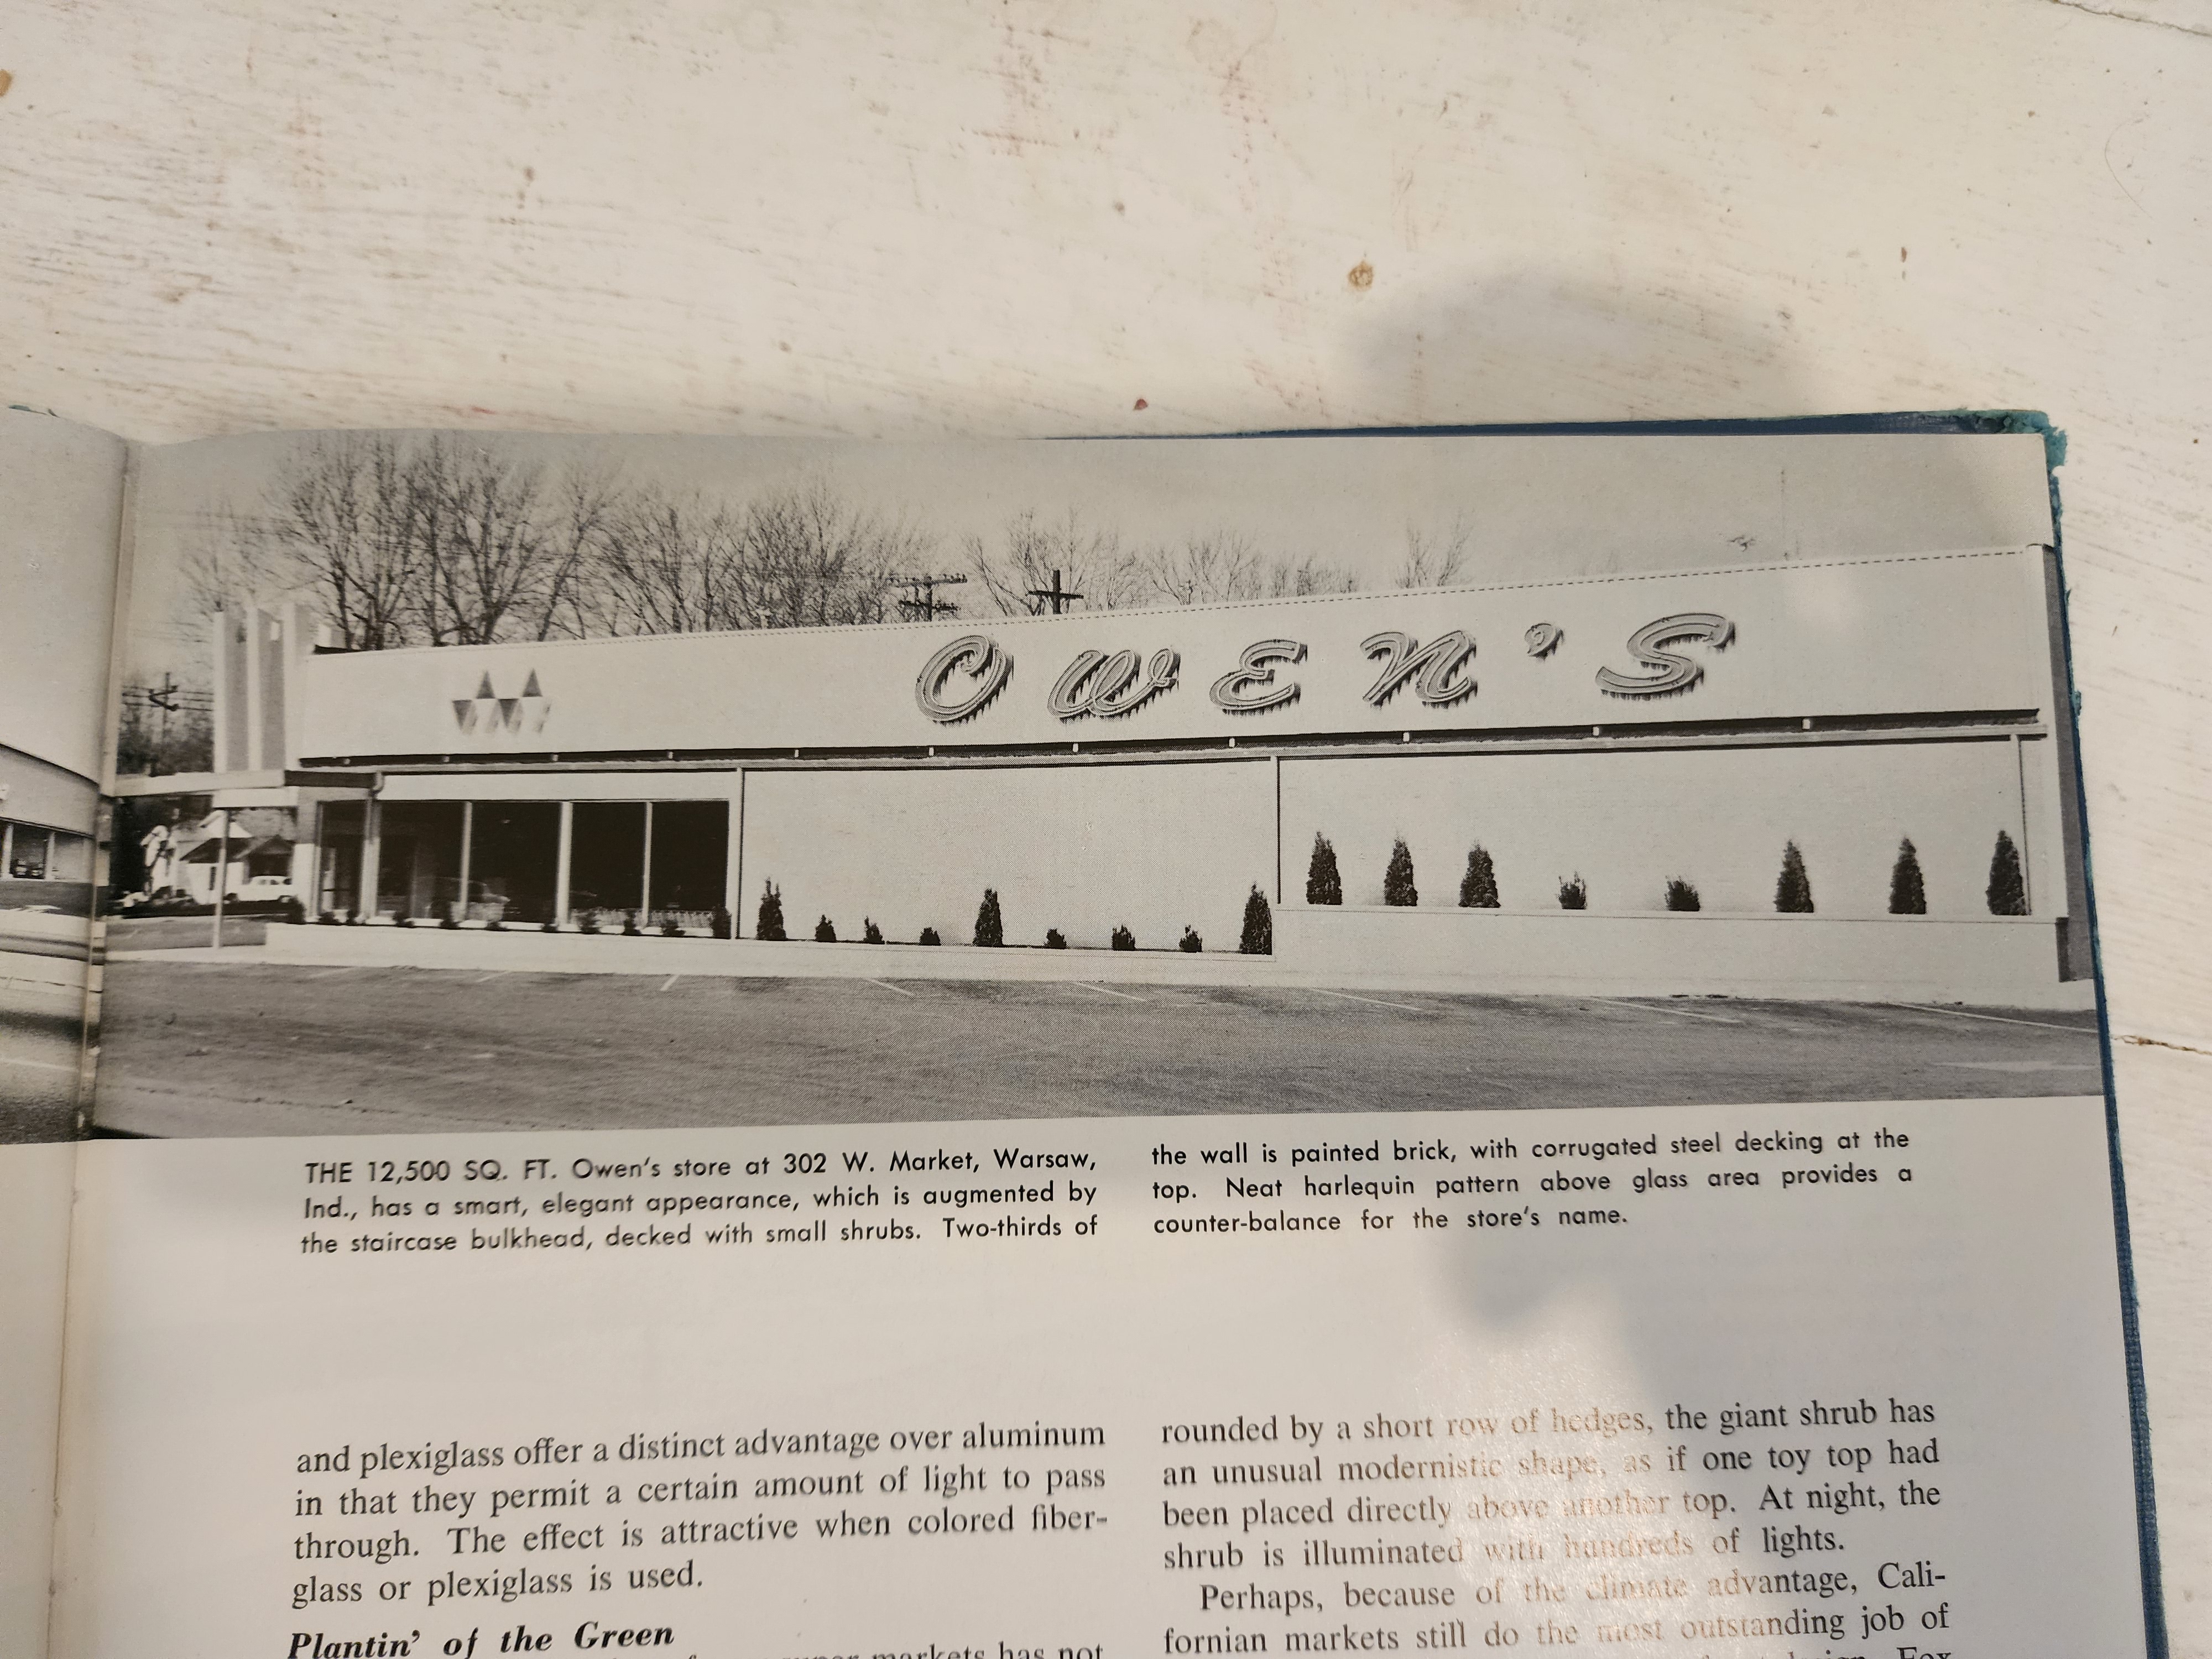 OWEN'S
THE 12,500 SQ. FT. Owen's store at 302 W. Market, Warsaw,
Ind., has a smart, elegant appearance, which is augmented by
the staircase bulkhead, decked with small shrubs. Two-thirds of
the wall is painted brick, with corrugated steel decking at the
top. Neat harlequin pattern above glass area provides a
counter-balance for the store's name.
and plexiglass offer a distinct advantage over aluminum
in that they permit a certain amount of light to pass
through. The effect is attractive when colored fiber-
glass or plexiglass is used.
Plantin' of the Green
markets has not
rounded by a short row of hedges, the giant shrub has
an unusual modernistic shape, as if one toy top had
been placed directly above another top. At night, the
shrub is illuminated with hundreds of lights.
Perhaps, because of the climate advantage, Cali-
fornian markets still do the most outstanding job of